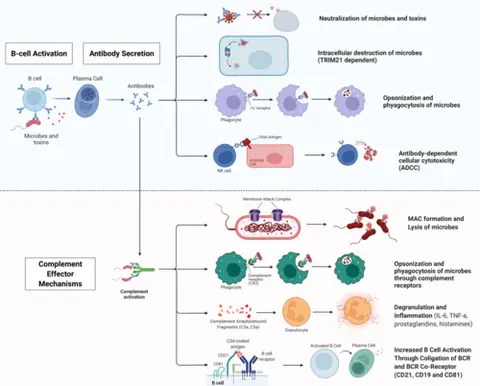 B-cell Activation
Antibody Secretion
B cell
Plasma Cell
Antibodies
Microbes and
toxins
Neutralization of microbes and toxins
Intracellular destruction of microbes
(TRIM21 dependent)
Phagocyte
Fc receptor
Opsonization and
phyagocytosis of microbes
Viral Antigen
NK cell
Antibody-dependent
cellular cytotoxicity
(ADCC)
Complement
Effector
Mechanisms
Complement
activation
Membrane Attack Complex
MAC formation and
Lysis of microbes
Phagocyte
Complement
receptor
Opsonization and
phyagocytosis of microbes
through complement
receptors
Complement Anaphylatoxin
Fragments (C3a, C5a)
Granulocyte
Degranulation and
Inflammation (IL-6, TNF-a,
prostaglandins, histamines)
C3d-coated
antigen
CD21
CD81
B cell
receptor
B cell
Activated B Cell
Plasma Cell
Increased B Cell Activation
Through Coligation of BCR
and BCR Co-Receptor
(CD21, CD19 and CD81)